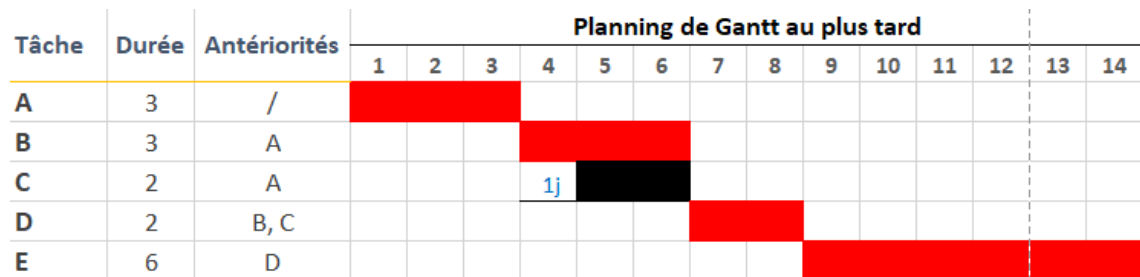 Planning de Gantt au plus tard
Tâche Durée Antériorités
1 2 3 4 5 6 7 8 9 10 11 12 13 14
A 3 /
B 3 A
C 2 A 1j
D 2 B, C
E 6 D